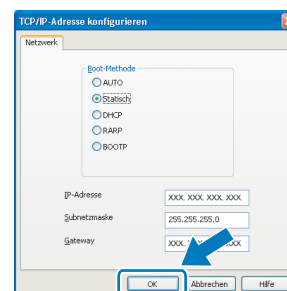 TCP/IP-Adresse konfigurieren
Netzwerk
Boot-Methode
AUTO
Statisch
DHCP
RARP
BOOTP
IP-Adresse XXX. XXX. XXX. XXX
Subnetzmaske 255.255.255.0
Gateway
OK Abbrechen Hilfe